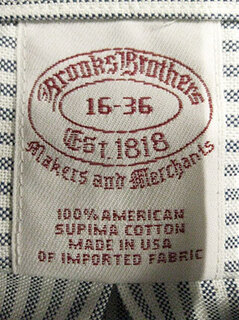 Brooks Brothers
16-36
Est. 1818
Makers and Merchants
100% AMERICAN
SUPIMA COTTON
MADE IN USA
OF IMPORTED FABRIC